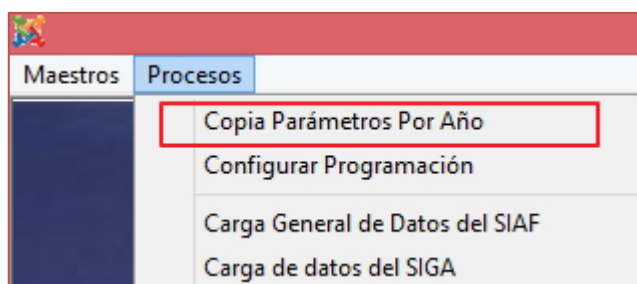 Maestros Procesos
Copia Parámetros Por Año
Configurar Programación
Carga General de Datos del SIAF
Carga de datos del SIGA